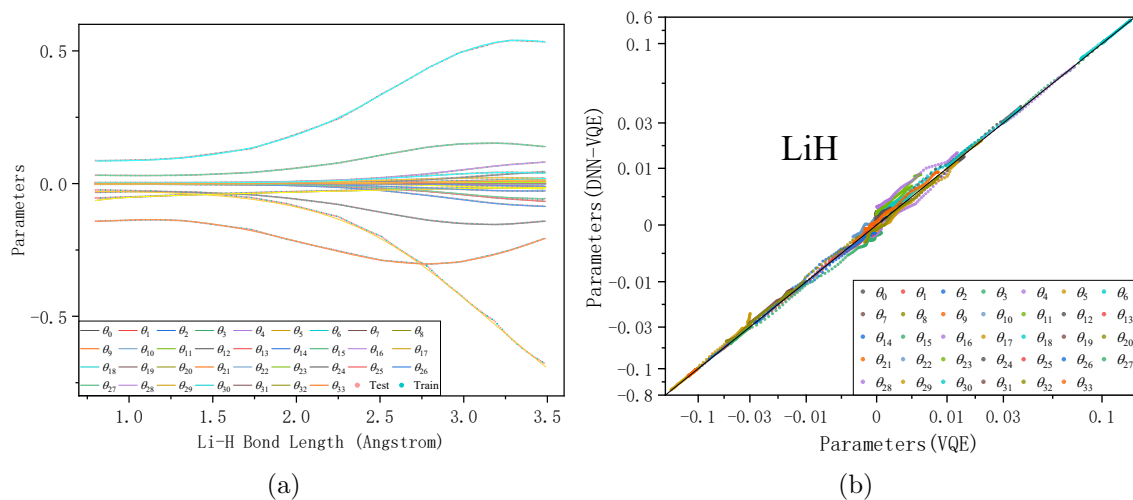 0.5
0.0
-0.5
Parameters
θ0 θ1 θ2 θ3 θ4 θ5 θ6 θ7 θ8
θ9 θ10 θ11 θ12 θ13 θ14 θ15 θ16 θ17
θ18 θ19 θ20 θ21 θ22 θ23 θ24 θ25 θ26
θ27 θ28 θ29 θ30 θ31 θ32 θ33 Test Train
1.0 1.5 2.0 2.5 3.0 3.5
Li-H Bond Length (Angstrom)
(a)
0.6
0.1
0.03
0.01
0
-0.01
-0.03
-0.1
-0.8
Parameters(DNN-VQE)
LiH
θ0 θ1 θ2 θ3 θ4 θ5 θ6
θ7 θ8 θ9 θ10 θ11 θ12 θ13
θ14 θ15 θ16 θ17 θ18 θ19 θ20
θ21 θ22 θ23 θ24 θ25 θ26 θ27
θ28 θ29 θ30 θ31 θ32 θ33
-0.1 -0.03 -0.01 0 0.01 0.03 0.1
Parameters(VQE)
(b)